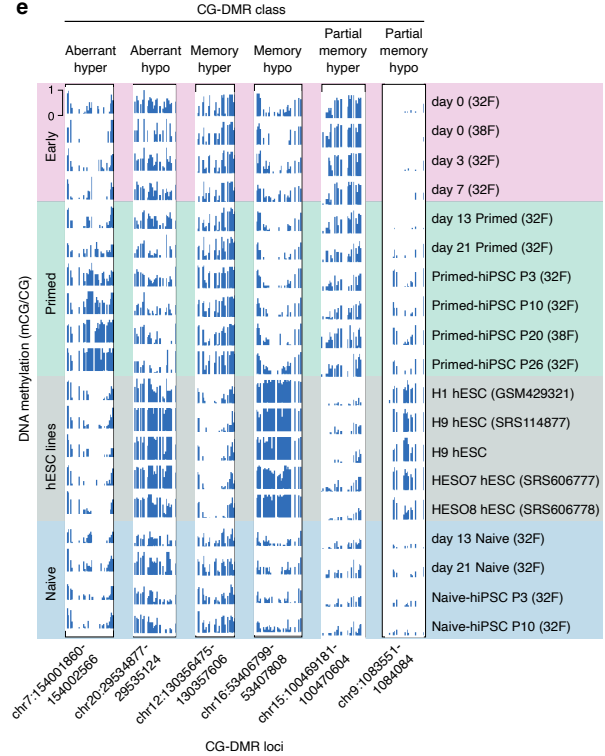 e
CG-DMR class
Aberrant hyper
Aberrant hypo
Memory hyper
Memory hypo
Partial memory hyper
Partial memory hypo
1
0
DNA methylation (mCG/CG)
Early
day 0 (32F)
day 0 (38F)
day 3 (32F)
day 7 (32F)
Primed
day 13 Primed (32F)
day 21 Primed (32F)
Primed-hiPSC P3 (32F)
Primed-hiPSC P10 (32F)
Primed-hiPSC P20 (38F)
Primed-hiPSC P26 (32F)
hESC lines
H1 hESC (GSM429321)
H9 hESC (SRS114877)
H9 hESC
HESO7 hESC (SRS606777)
HESO8 hESC (SRS606778)
Naive
day 13 Naive (32F)
day 21 Naive (32F)
Naive-hiPSC P3 (32F)
Naive-hiPSC P10 (32F)
chr7:154001860-
154002566
chr20:29534877-
29535124
chr12:130356475-
130357606
chr16:53406799-
53407808
chr15:100469181-
100470604
chr9:1083551-
1084084
CG-DMR loci